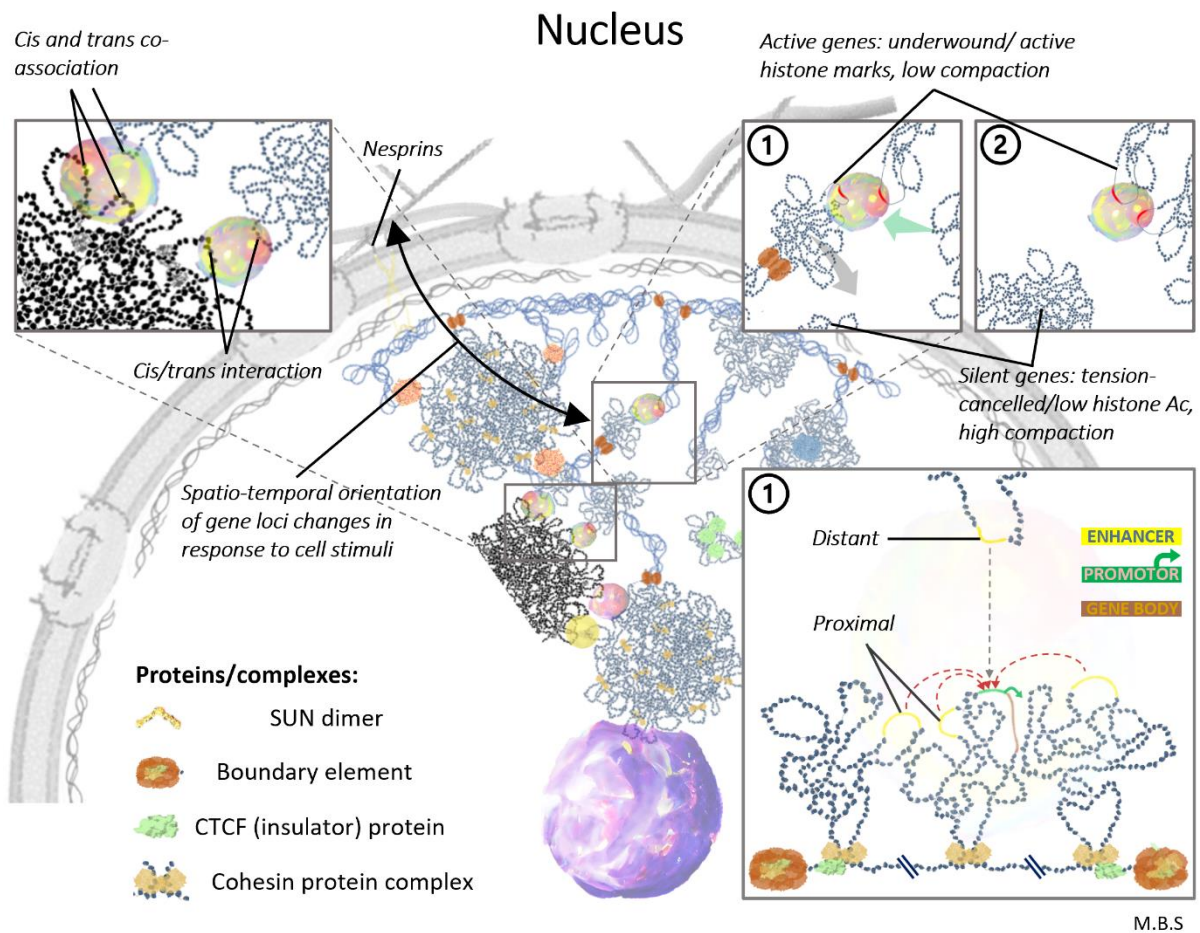 Nucleus
Cis and trans co-
association
Active genes: underwound/ active
histone marks, low compaction
Nesprins
1
2
Cis/trans interaction
Silent genes: tension-
cancelled/low histone Ac,
high compaction
Spatio-temporal orientation
of gene loci changes in
response to cell stimuli
1
Distant
ENHANCER
PROMOTOR
GENE BODY
Proximal
Proteins/complexes:
SUN dimer
Boundary element
CTCF (insulator) protein
Cohesin protein complex
M.B.S